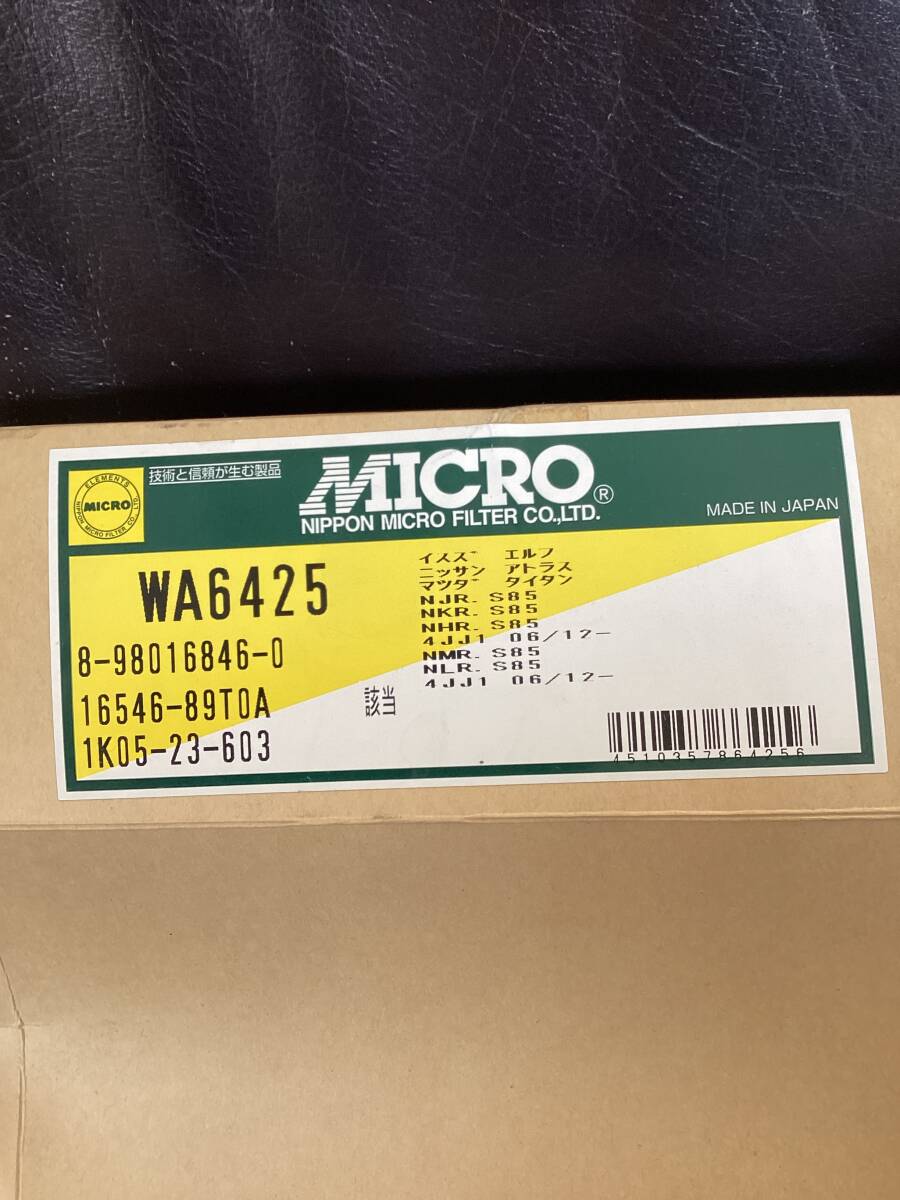 技術と信頼が生む製品
ELEMENTS
MICRO
NIPPON MICRO FILTER CO.,LTD.
MICRO®
NIPPON MICRO FILTER CO.,LTD.
MADE IN JAPAN
WA6425
8-98016846-0
16546-89T0A
1K05-23-603
該当
イスズ エルフ
ニッサン アトラス
マツダ タイタン
NJR. S85
NKR. S85
NHR. S85
4JJ1 06/12-
NMR. S85
NLR. S85
4JJ1 06/12-
4510357864256